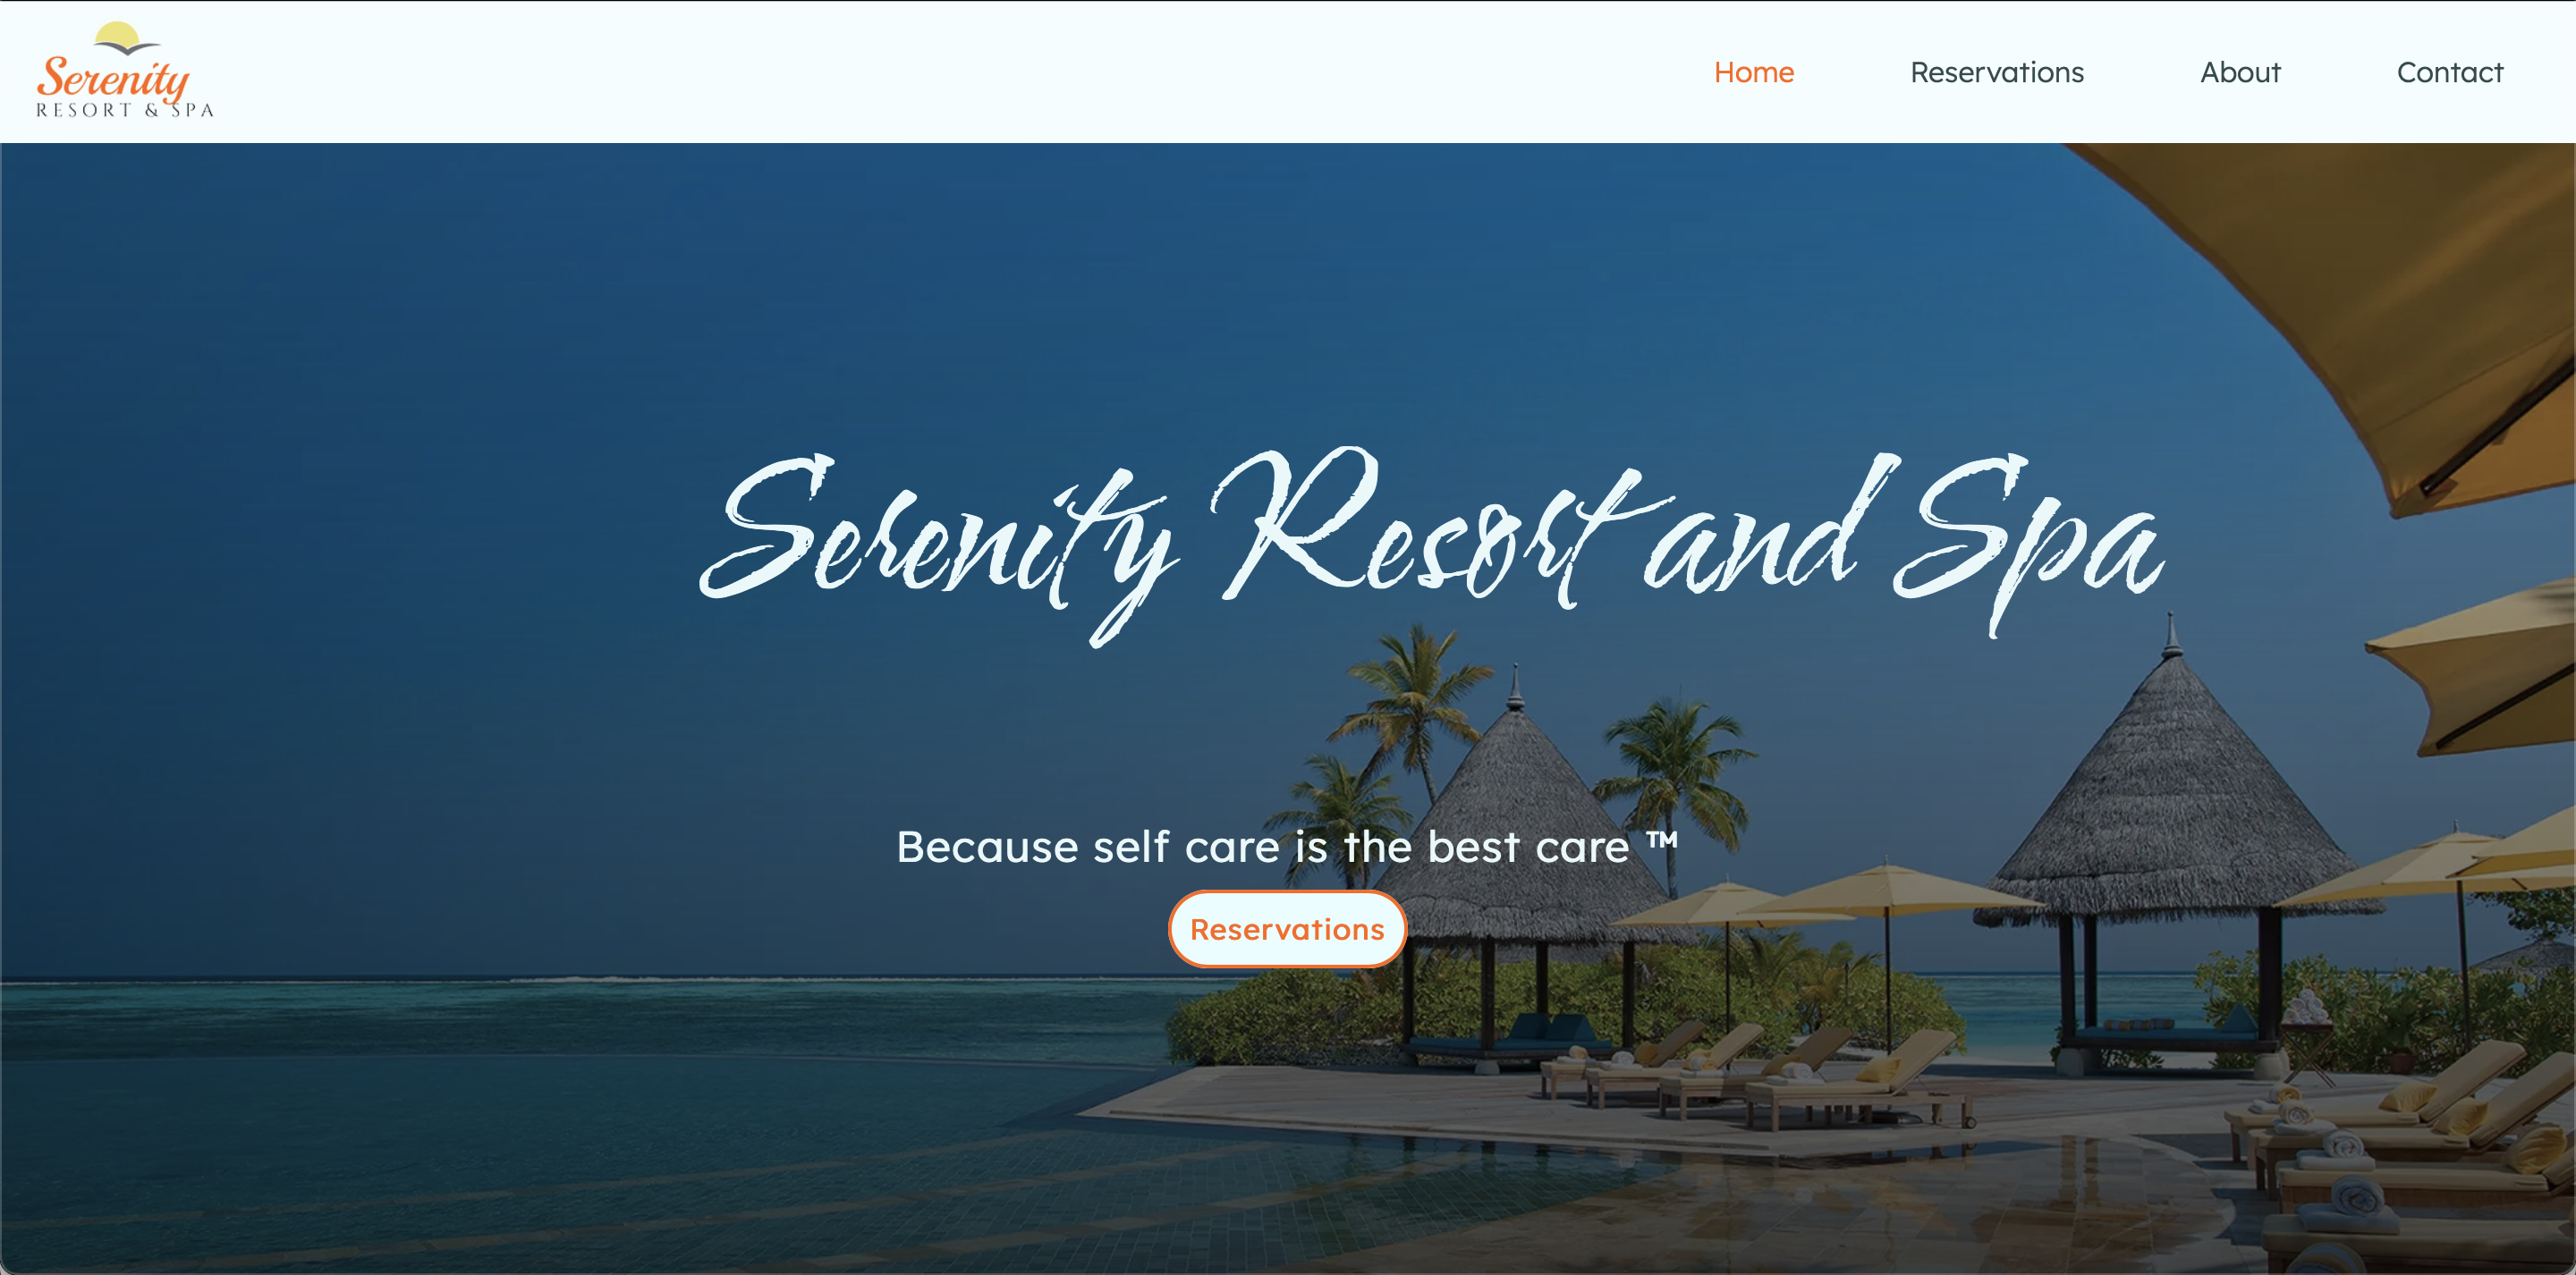 Serenity
RESORT & SPA
Home Reservations About Contact
Serenity Resort and Spa
Because self care is the best care ™
Reservations